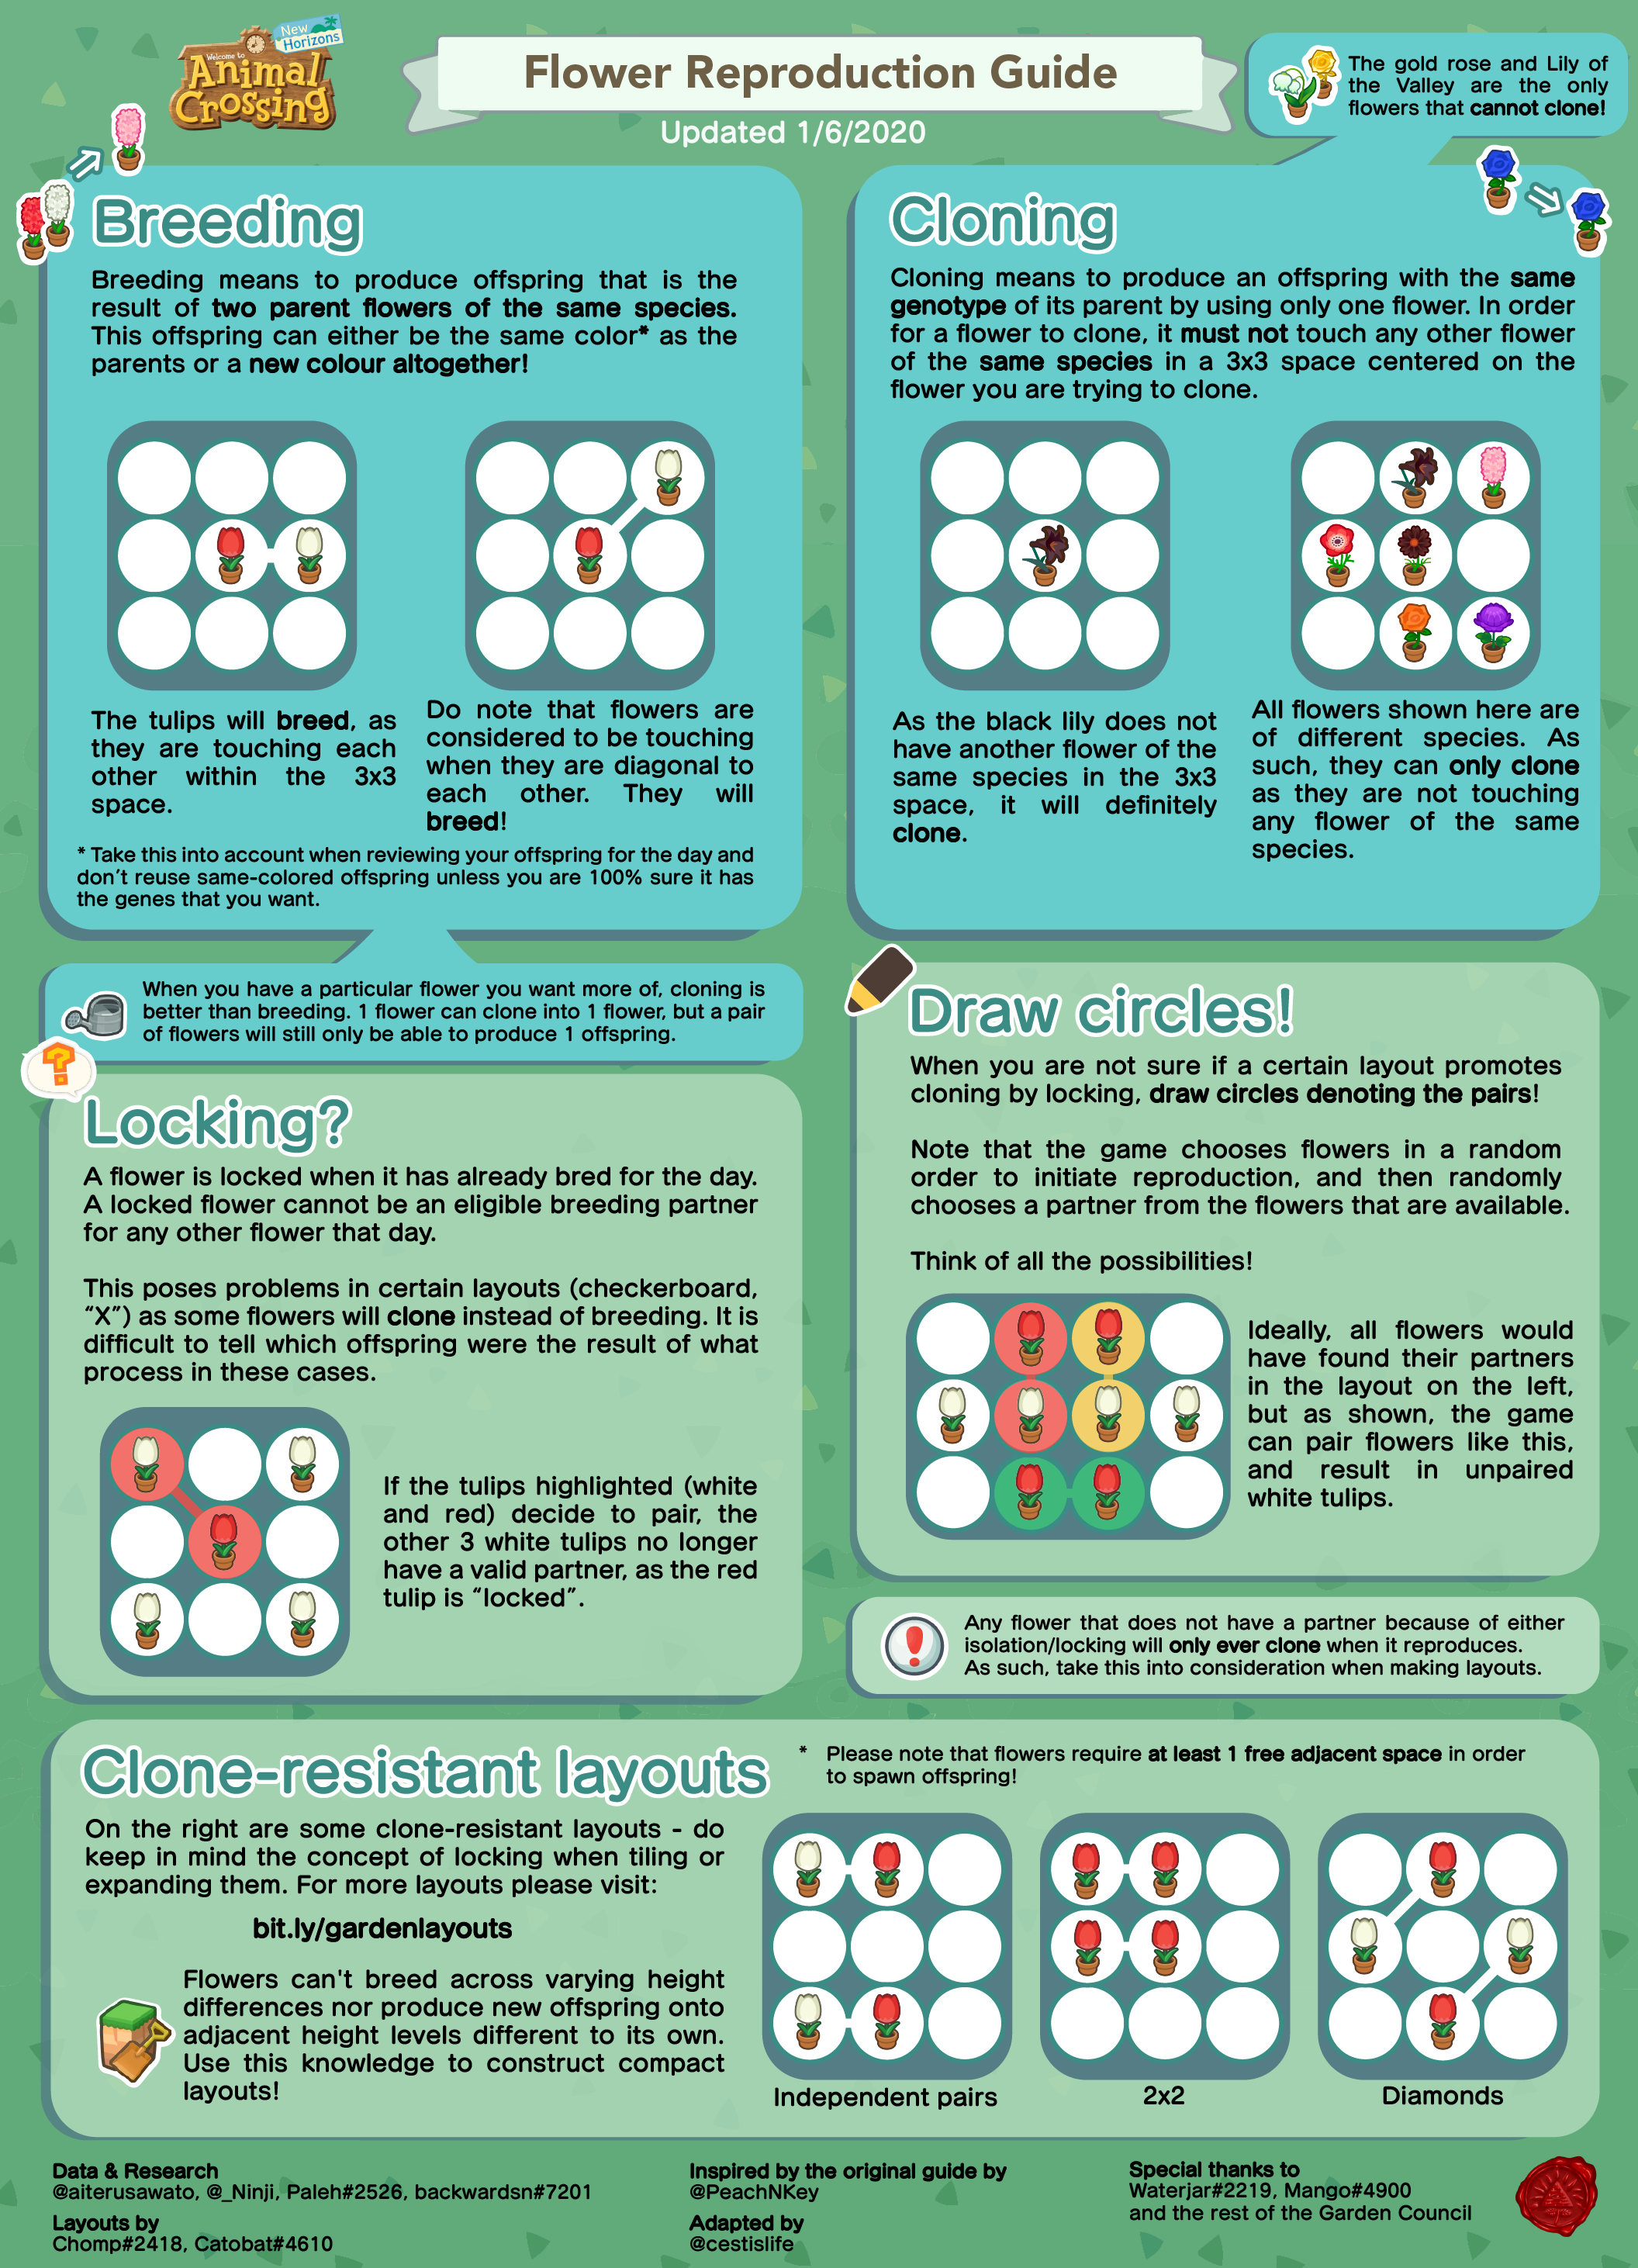 New
Horizons
Welcome to
Animal
Crossing
Flower Reproduction Guide
Updated 1/6/2020
The gold rose and Lily of
the Valley are the only
flowers that cannot clone!
Breeding
Breeding means to produce offspring that is the
result of two parent flowers of the same species.
This offspring can either be the same color* as the
parents or a new colour altogether!
The tulips will breed, as
they are touching each
other within the 3x3
space.
Do note that flowers are
considered to be touching
when they are diagonal to
each other. They will
breed!
* Take this into account when reviewing your offspring for the day and
don't reuse same-colored offspring unless you are 100% sure it has
the genes that you want.
When you have a particular flower you want more of, cloning is
better than breeding. 1 flower can clone into 1 flower, but a pair
of flowers will still only be able to produce 1 offspring.
Cloning
Cloning means to produce an offspring with the same
genotype of its parent by using only one flower. In order
for a flower to clone, it must not touch any other flower
of the same species in a 3x3 space centered on the
flower you are trying to clone.
As the black lily does not
have another flower of the
same species in the 3x3
space, it will definitely
clone.
All flowers shown here are
of different species. As
such, they can only clone
as they are not touching
any flower of the same
species.
?
Locking?
A flower is locked when it has already bred for the day.
A locked flower cannot be an eligible breeding partner
for any other flower that day.
This poses problems in certain layouts (checkerboard,
“X”) as some flowers will clone instead of breeding. It is
difficult to tell which offspring were the result of what
process in these cases.
If the tulips highlighted (white
and red) decide to pair, the
other 3 white tulips no longer
have a valid partner, as the red
tulip is “locked”.
Draw circles!
When you are not sure if a certain layout promotes
cloning by locking, draw circles denoting the pairs!
Note that the game chooses flowers in a random
order to initiate reproduction, and then randomly
chooses a partner from the flowers that are available.
Think of all the possibilities!
Ideally, all flowers would
have found their partners
in the layout on the left,
but as shown, the game
can pair flowers like this,
and result in unpaired
white tulips.
!
Any flower that does not have a partner because of either
isolation/locking will only ever clone when it reproduces.
As such, take this into consideration when making layouts.
Clone-resistant layouts
* Please note that flowers require at least 1 free adjacent space in order
to spawn offspring!
On the right are some clone-resistant layouts - do
keep in mind the concept of locking when tiling or
expanding them. For more layouts please visit:
bit.ly/gardenlayouts
Flowers can't breed across varying height
differences nor produce new offspring onto
adjacent height levels different to its own.
Use this knowledge to construct compact
layouts!
Independent pairs
2x2
Diamonds
Data & Research
@aiterusawato, @_Ninji, Paleh#2526, backwardsn#7201
Layouts by
Chomp#2418, Catobat#4610
Inspired by the original guide by
@PeachNKey
Adapted by
@cestislife
Special thanks to
Waterjar#2219, Mango#4900
and the rest of the Garden Council